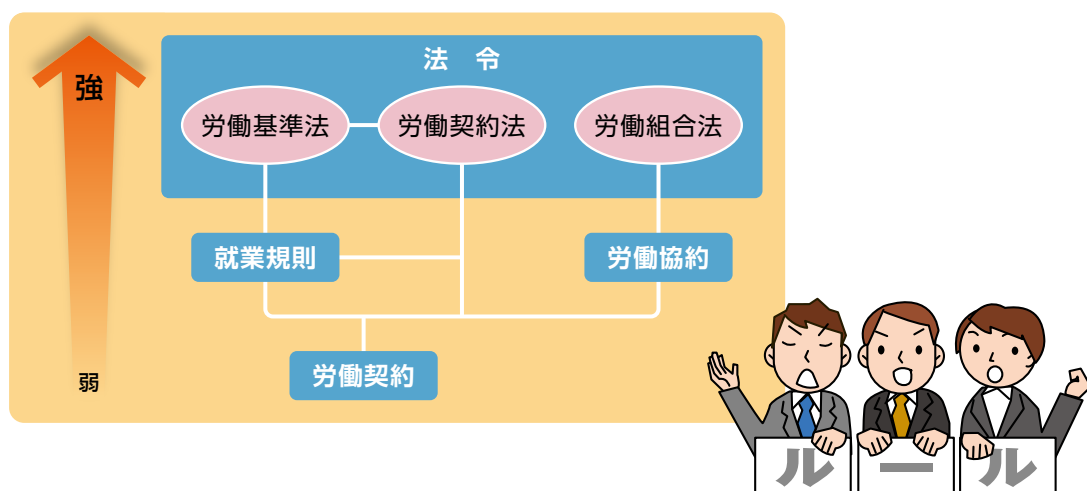 強
弱
法 令
労働基準法
労働契約法
労働組合法
就業規則
労働協約
労働契約
ルール